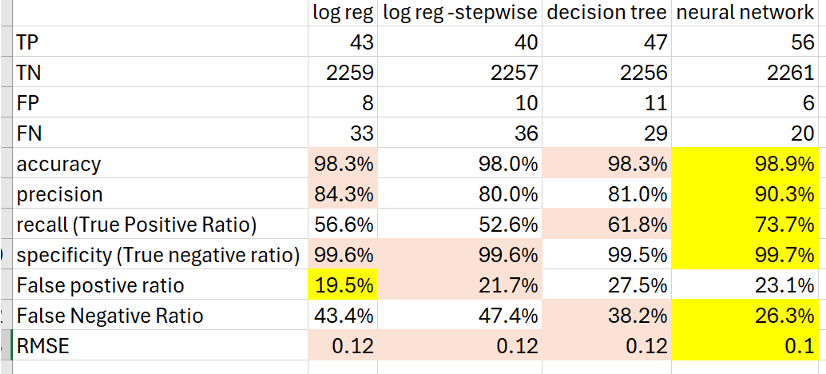 log reg log reg -stepwise decision tree neural network
TP 43 40 47 56
TN 2259 2257 2256 2261
FP 8 10 11 6
FN 33 36 29 20
accuracy 98.3% 98.0% 98.3% 98.9%
precision 84.3% 80.0% 81.0% 90.3%
recall (True Positive Ratio) 56.6% 52.6% 61.8% 73.7%
specificity (True negative ratio) 99.6% 99.6% 99.5% 99.7%
False postive ratio 19.5% 21.7% 27.5% 23.1%
False Negative Ratio 43.4% 47.4% 38.2% 26.3%
RMSE 0.12 0.12 0.12 0.1